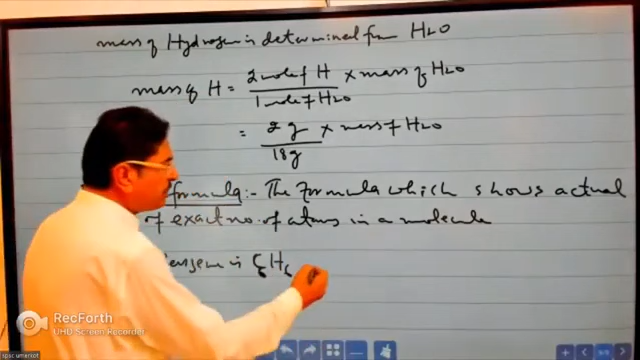 mass of Hydrogen is determined from H2O
mass of H = 2 mole of H / 1 mole of H2O × mass of H2O
= 2g / 18g × mass of H2O
formula :- The formula which shows actual
of exact no. of atoms in a molecule
is C6H6
RecForth
UHD Screen Recorder